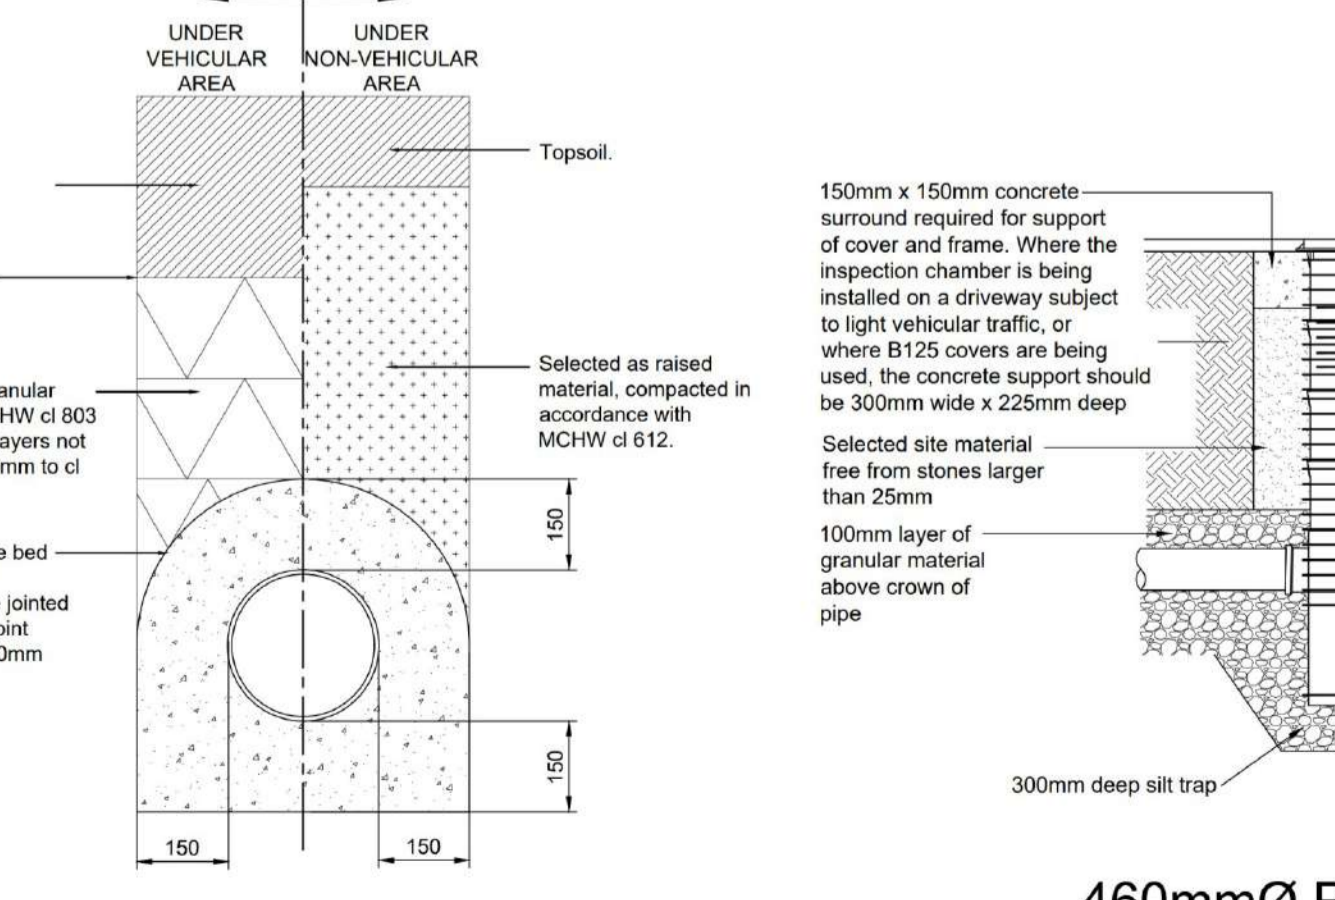 UNDER
VEHICULAR
AREA
UNDER
NON-VEHICULAR
AREA
Topsoil.
anular
HW cl 803
ayers not
mm to cl
Selected as raised
material, compacted in
accordance with
MCHW cl 612.
e bed
jointed
oint
0mm
150
150
150
150
150mm x 150mm concrete
surround required for support
of cover and frame. Where the
inspection chamber is being
installed on a driveway subject
to light vehicular traffic, or
where B125 covers are being
used, the concrete support should
be 300mm wide x 225mm deep
Selected site material
free from stones larger
than 25mm
100mm layer of
granular material
above crown of
pipe
300mm deep silt trap
460mmØ